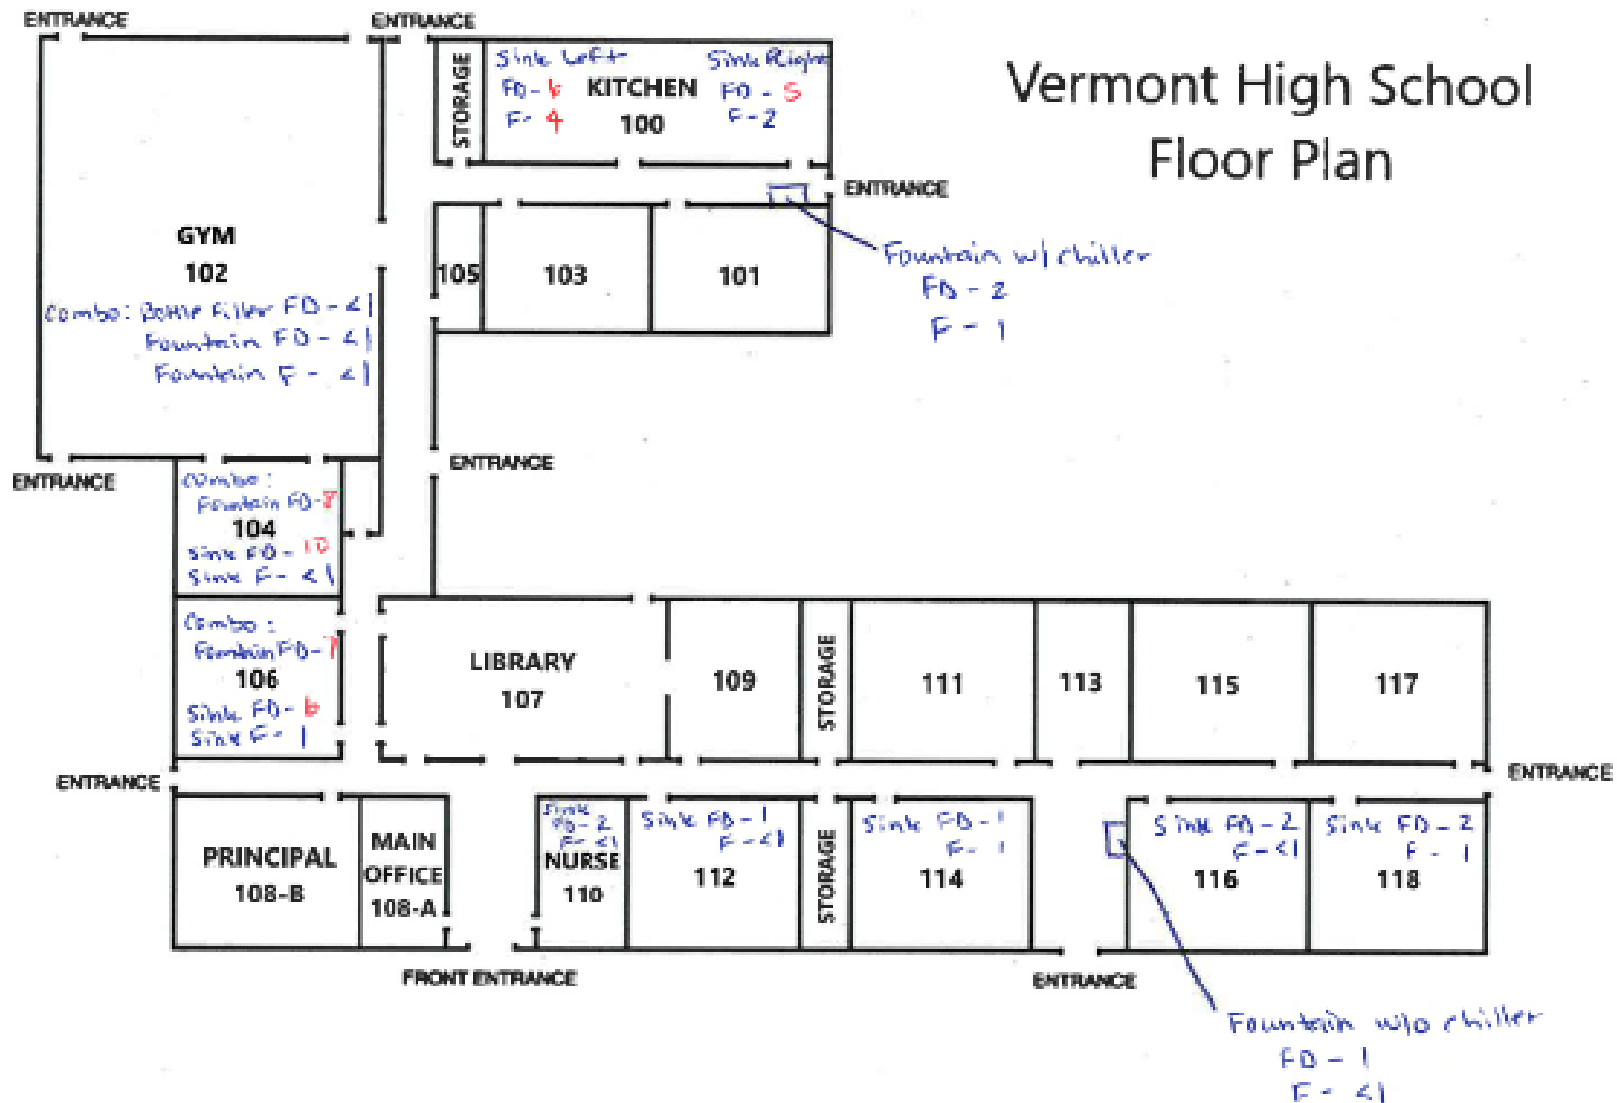 ENTRANCE
ENTRANCE
Vermont High School
Floor Plan
STORAGE
Sink Left
FD-6
F-4
KITCHEN
100
Sink Right
FD-5
F-2
ENTRANCE
Fountain w/ chiller
FD-2
F-1
GYM
102
Combo: Bottle Filler FD-<1
Fountain FD-<1
Fountain F-<1
105
103
101
ENTRANCE
ENTRANCE
Combo:
Fountain FD-
104
Sink FD-10
Sink F-<1
Combo:
Fountain FD-7
106
Sink FD-6
Sink F-1
LIBRARY
107
109
STORAGE
111
113
115
117
ENTRANCE
ENTRANCE
PRINCIPAL
108-B
MAIN
OFFICE
108-A
Sink
FD-2
F-<1
NURSE
110
Sink FD-1
F-<1
112
STORAGE
Sink FD-1
F-1
114
Sink FD-2
F-<1
116
Sink FD-2
F-1
118
FRONT ENTRANCE
ENTRANCE
Fountain w/o chiller
FD-1
F-<1